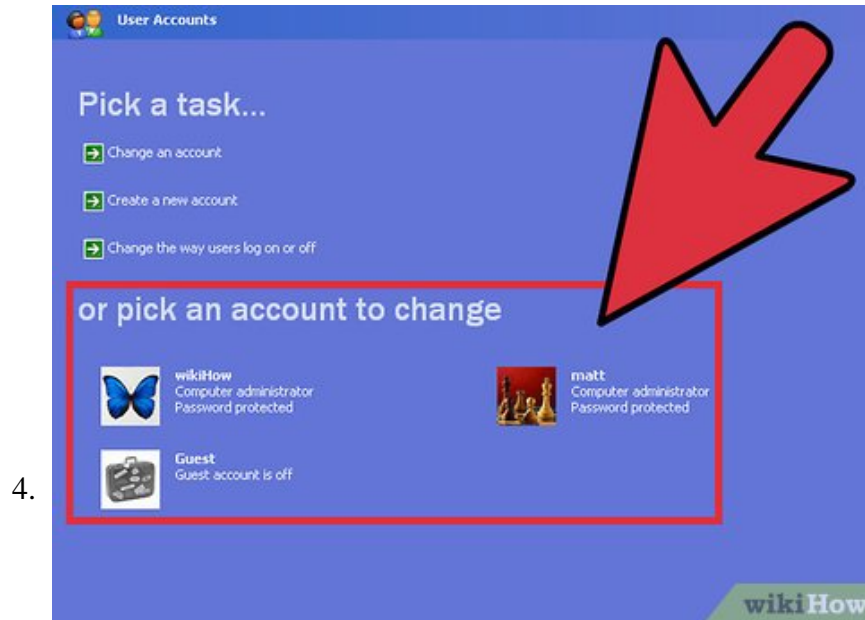 User Accounts
Pick a task...
Change an account
Create a new account
Change the way users log on or off
or pick an account to change
wikiHow
Computer administrator
Password protected
matt
Computer administrator
Password protected
Guest
Guest account is off
4.
wikiHow